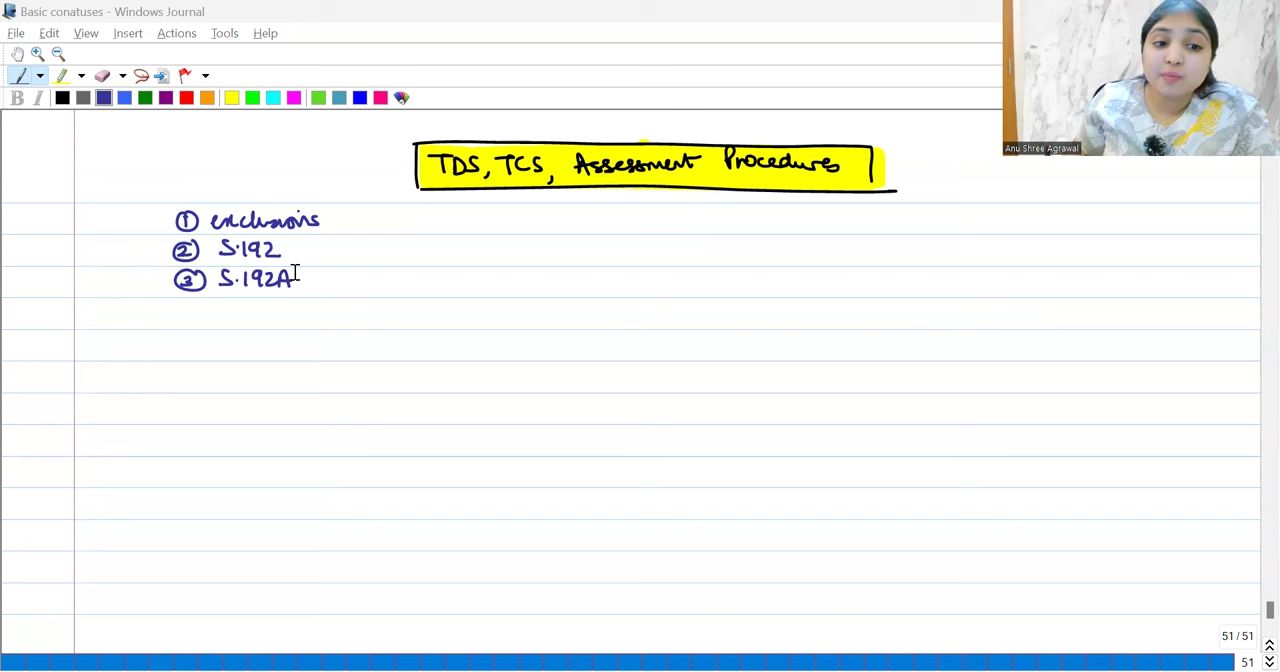 Basic conatuses - Windows Journal
File Edit View Insert Actions Tools Help
B I
Anu Shree Agrawal
TDS, TCS, Assessment Procedures
① exclusions
② S.192
③ S.192A
51 / 51
51